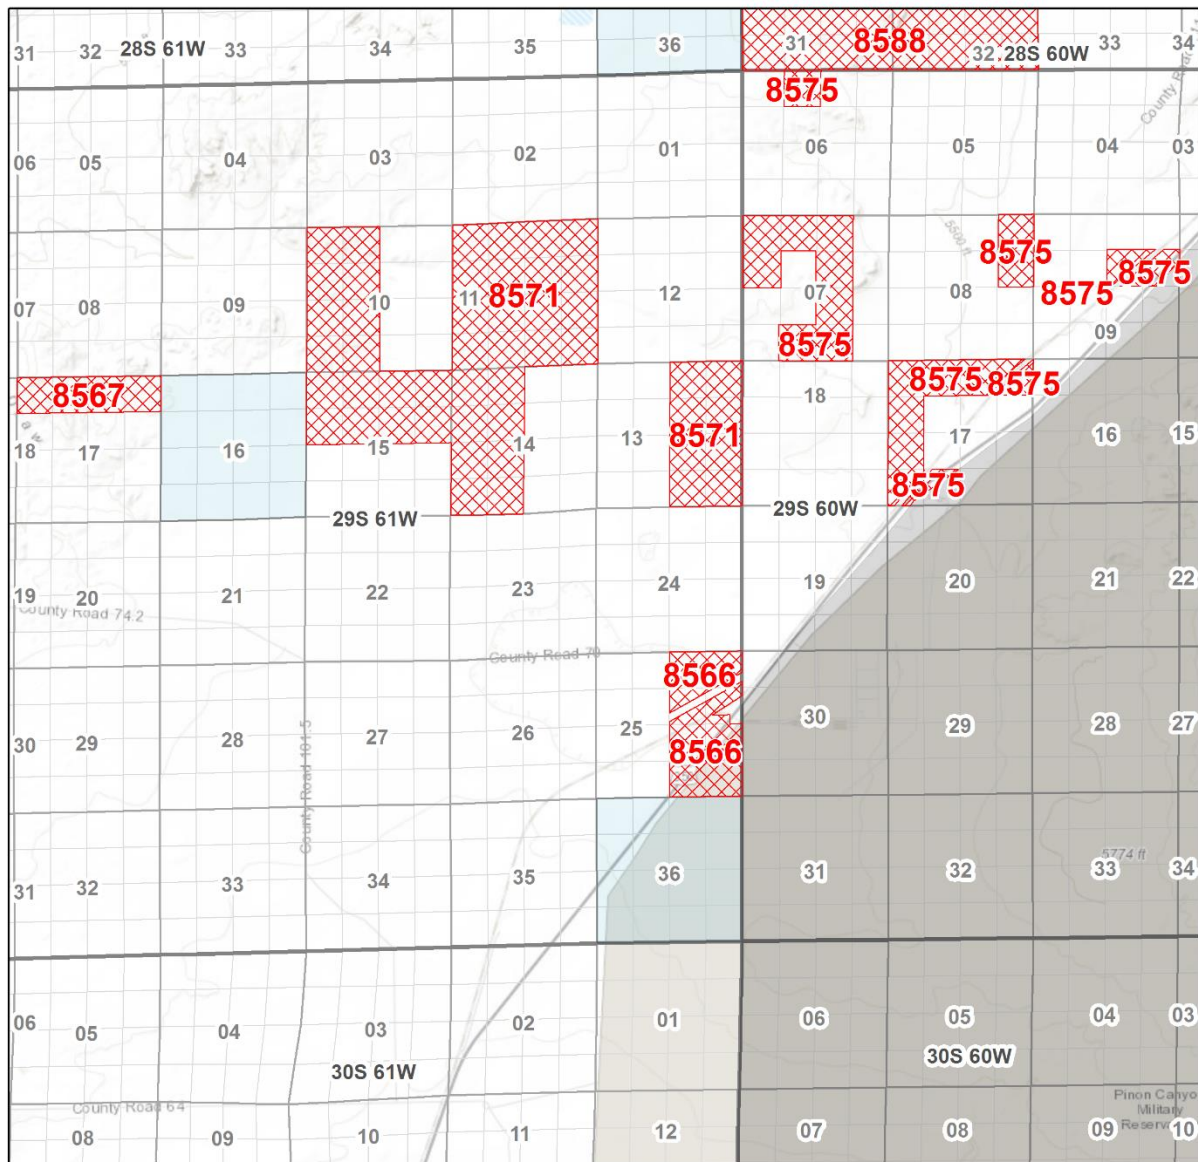 31 32 28S 61W 33 34 35 36 31 8588 32 28S 60W 33 34
8575
County Road
06 05 04 03 02 01 06 05 04 03
5500 ft
8575 8575
07 08 09 10 11 8571 12 07 08 8575
09
8575
8567 8575 8575
18 17 16 15 14 13 8571 18 17 16 15
8575
29S 61W 29S 60W
19 20 21 22 23 24 19 20 21 22
County Road 74.2
County Road 70
8566
30 29 28 27 26 25 30 29 28 27
8566
County Road 101.5
31 32 33 34 35 36 31 32 33 34
5774 ft
06 05 04 03 02 01 06 05 04 03
30S 61W 30S 60W
County Road 64
Pinon Canyo
Military
Reserva
08 09 10 11 12 07 08 09 10